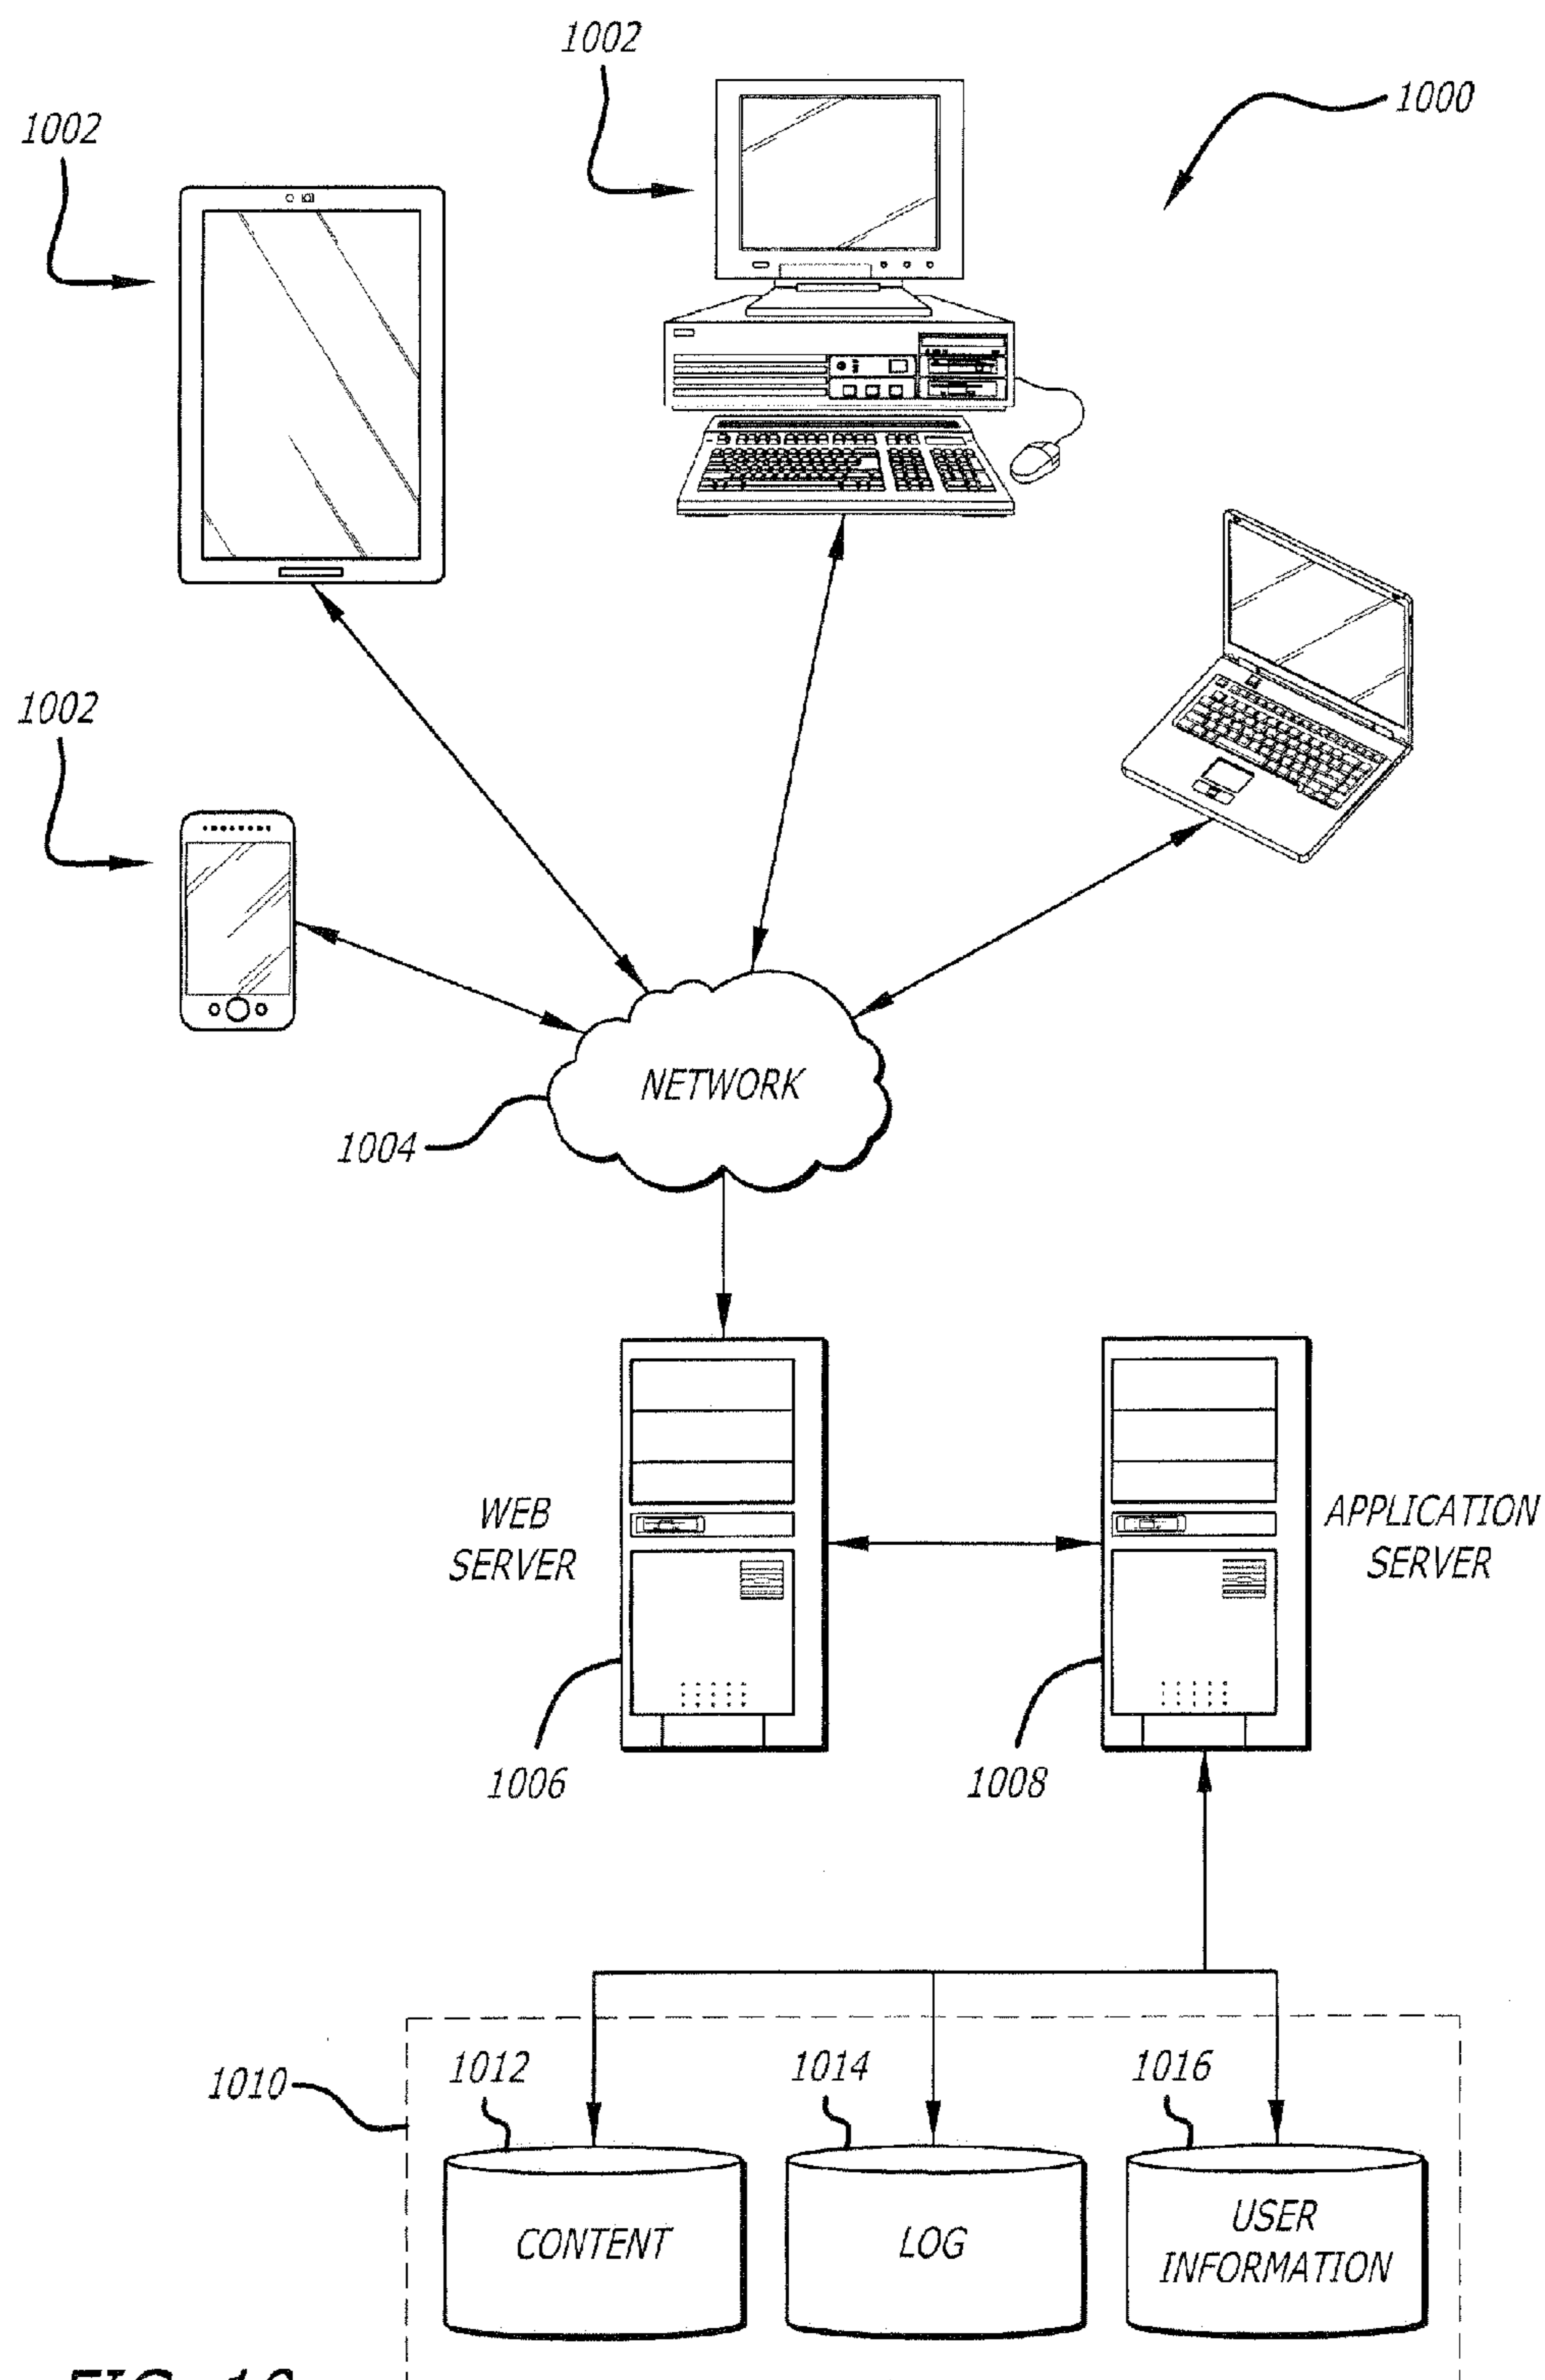 1002
1000
1002
1002
NETWORK
1004
WEB
SERVER
APPLICATION
SERVER
1006
1008
1010
1012
1014
1016
CONTENT
LOG
USER
INFORMATION